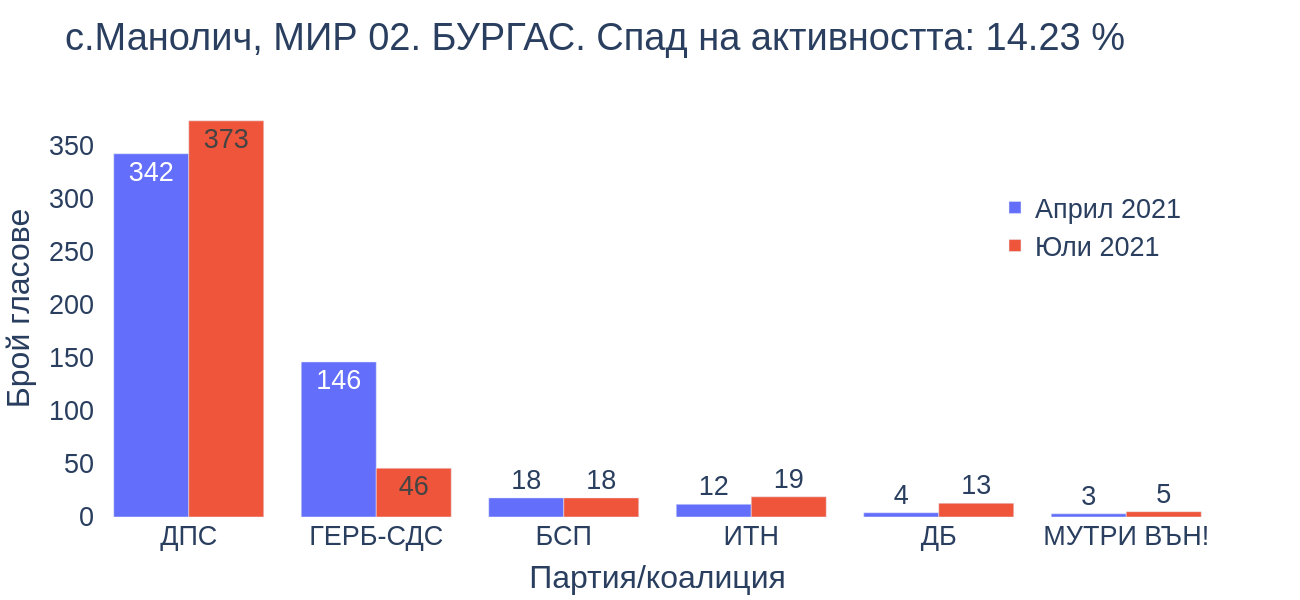 с.Манолич, МИР 02. БУРГАС. Спад на активността: 14.23 %
Брой гласове
350
300
250
200
150
100
50
0
342
373
146
46
18
18
12
19
4
13
3
5
Април 2021
Юли 2021
ДПС
ГЕРБ-СДС
БСП
ИТН
ДБ
МУТРИ ВЪН!
Партия/коалиция